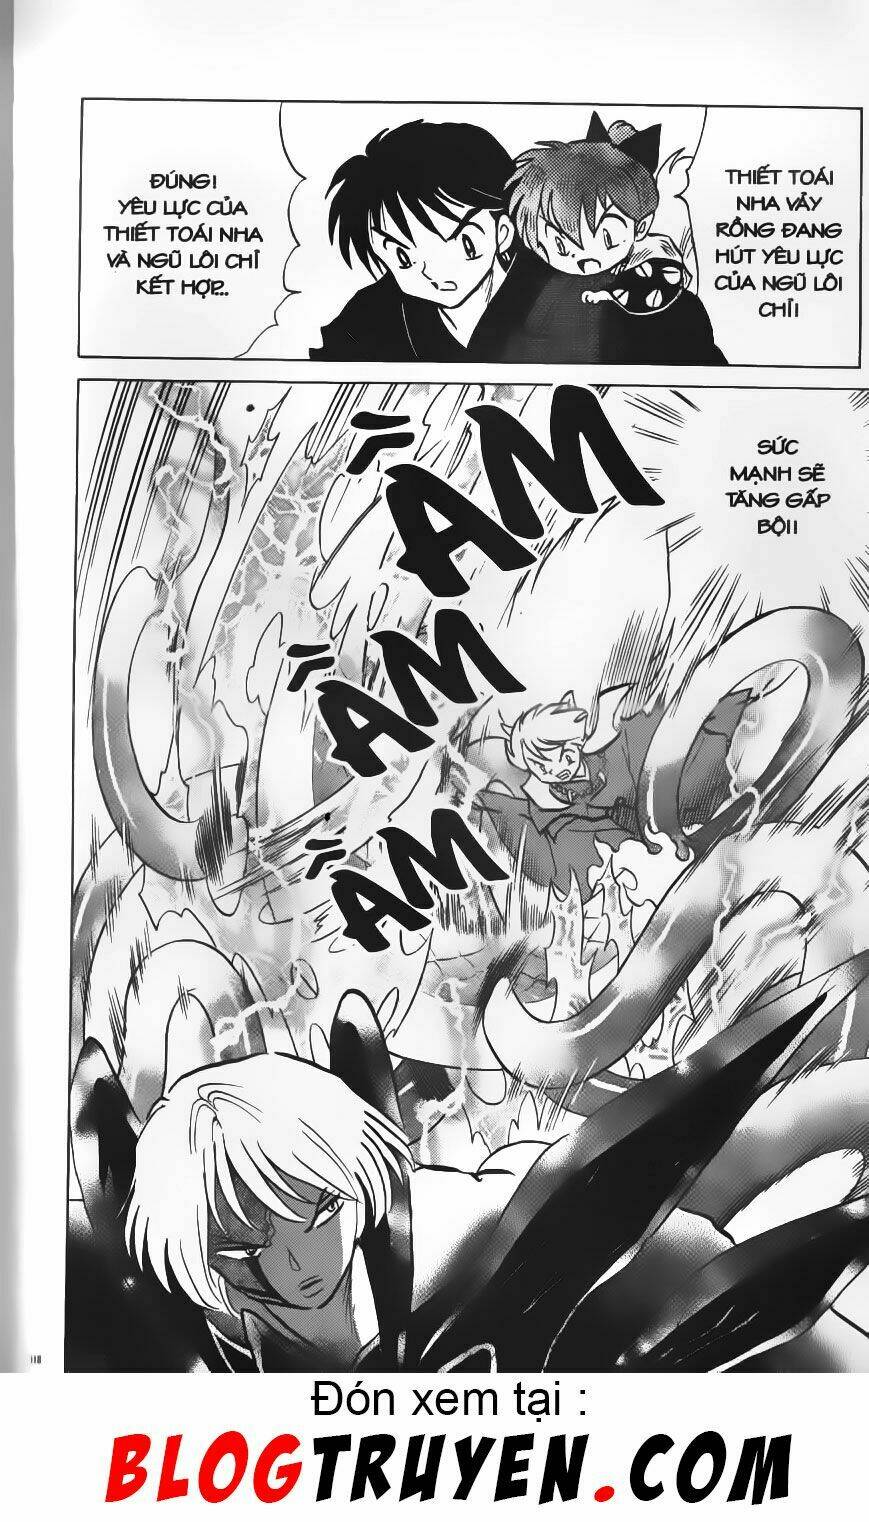 THIẾT TOÁI
NHA VẢY
RỒNG ĐANG
HÚT YÊU LỰC
CỦA NGŨ LÔI
CHỈ!
ĐÚNG!
YÊU LỰC CỦA
THIẾT TOÁI NHA
VÀ NGŨ LÔI CHỈ
KẾT HỢP..
SỨC
MẠNH SẼ
TĂNG GẤP
BỘI!
ẦM
ẦM
ẦM
118
Đón xem tại :
BLOGTRUYEN.COM